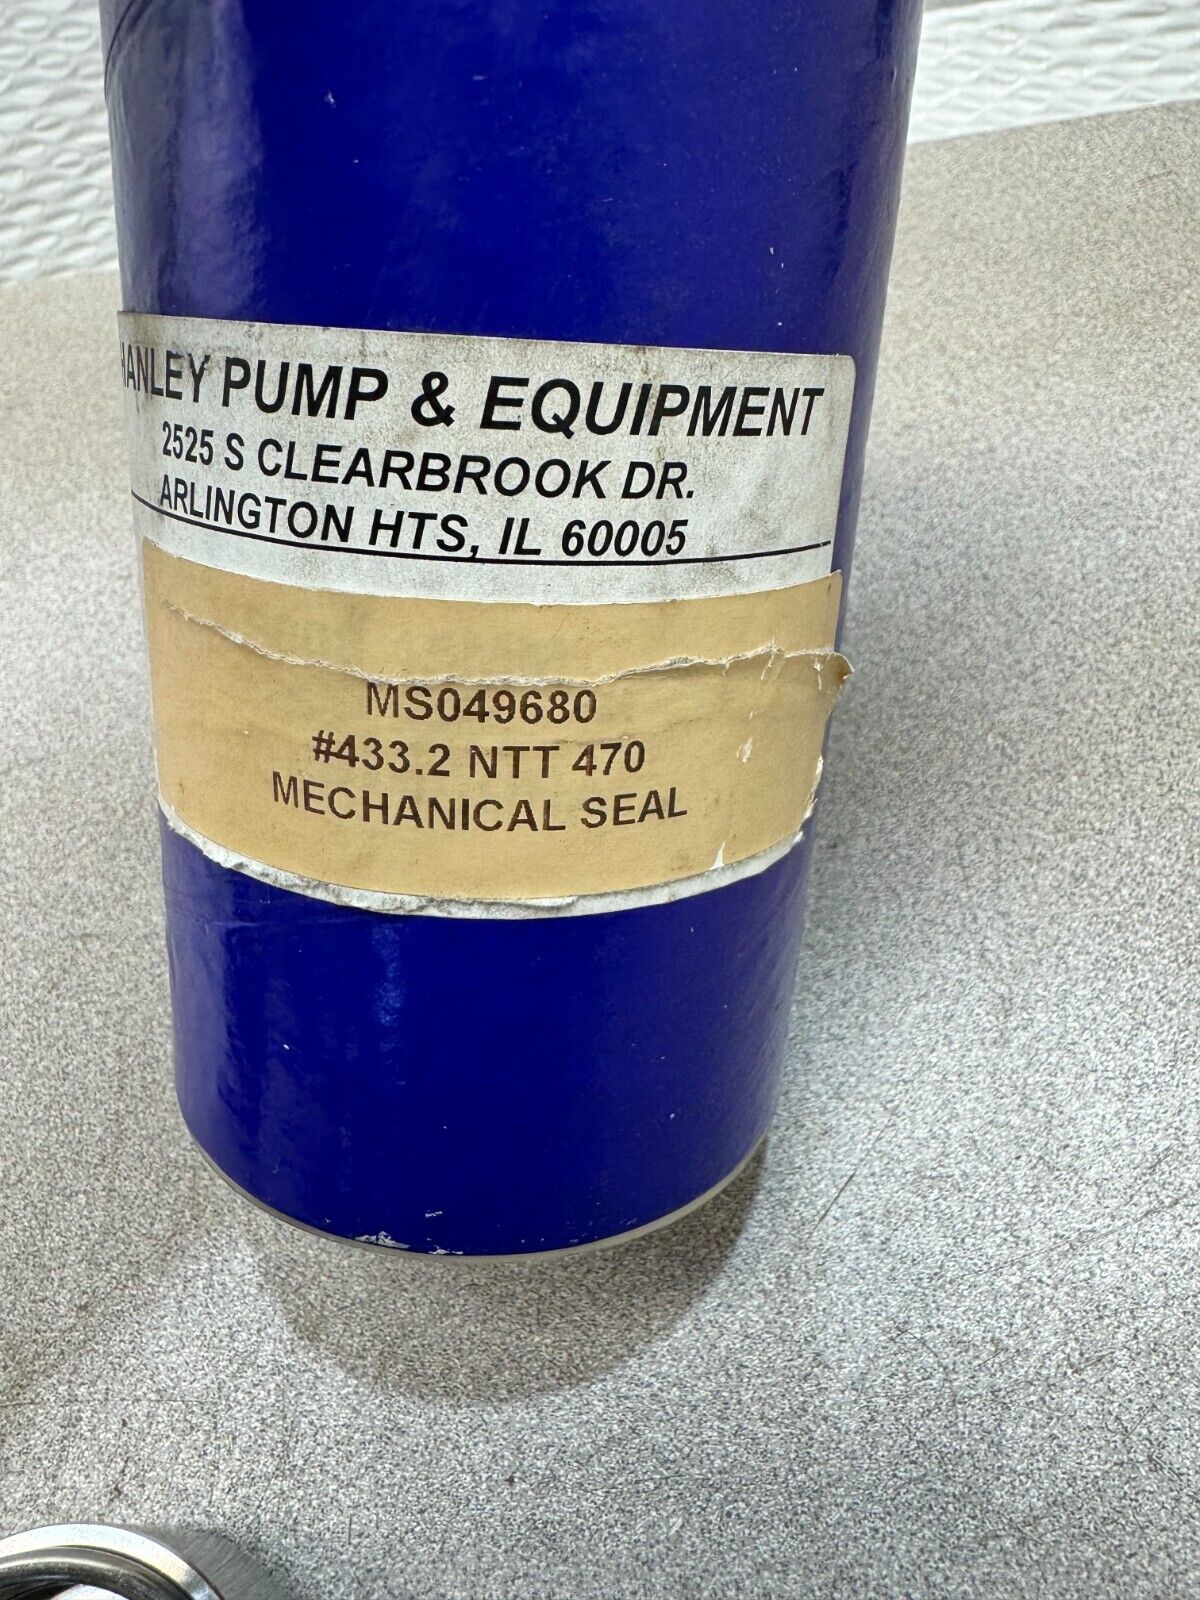 HANLEY PUMP & EQUIPMENT
2525 S CLEARBROOK DR.
ARLINGTON HTS, IL 60005
MS049680
#433.2 NTT 470
MECHANICAL SEAL